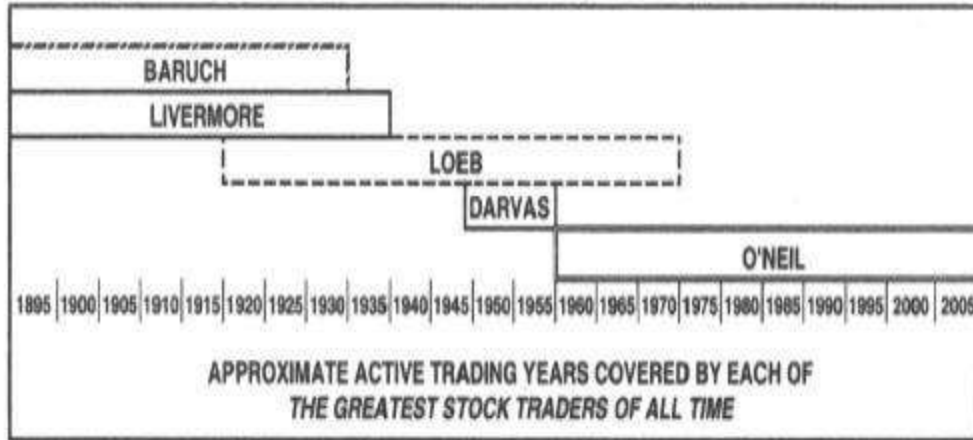 BARUCH
LIVERMORE
LOEB
DARVAS
O'NEIL
1895 1900 1905 1910 1915 1920 1925 1930 1935 1940 1945 1950 1955 1960 1965 1970 1975 1980 1985 1990 1995 2000 2005
APPROXIMATE ACTIVE TRADING YEARS COVERED BY EACH OF
THE GREATEST STOCK TRADERS OF ALL TIME